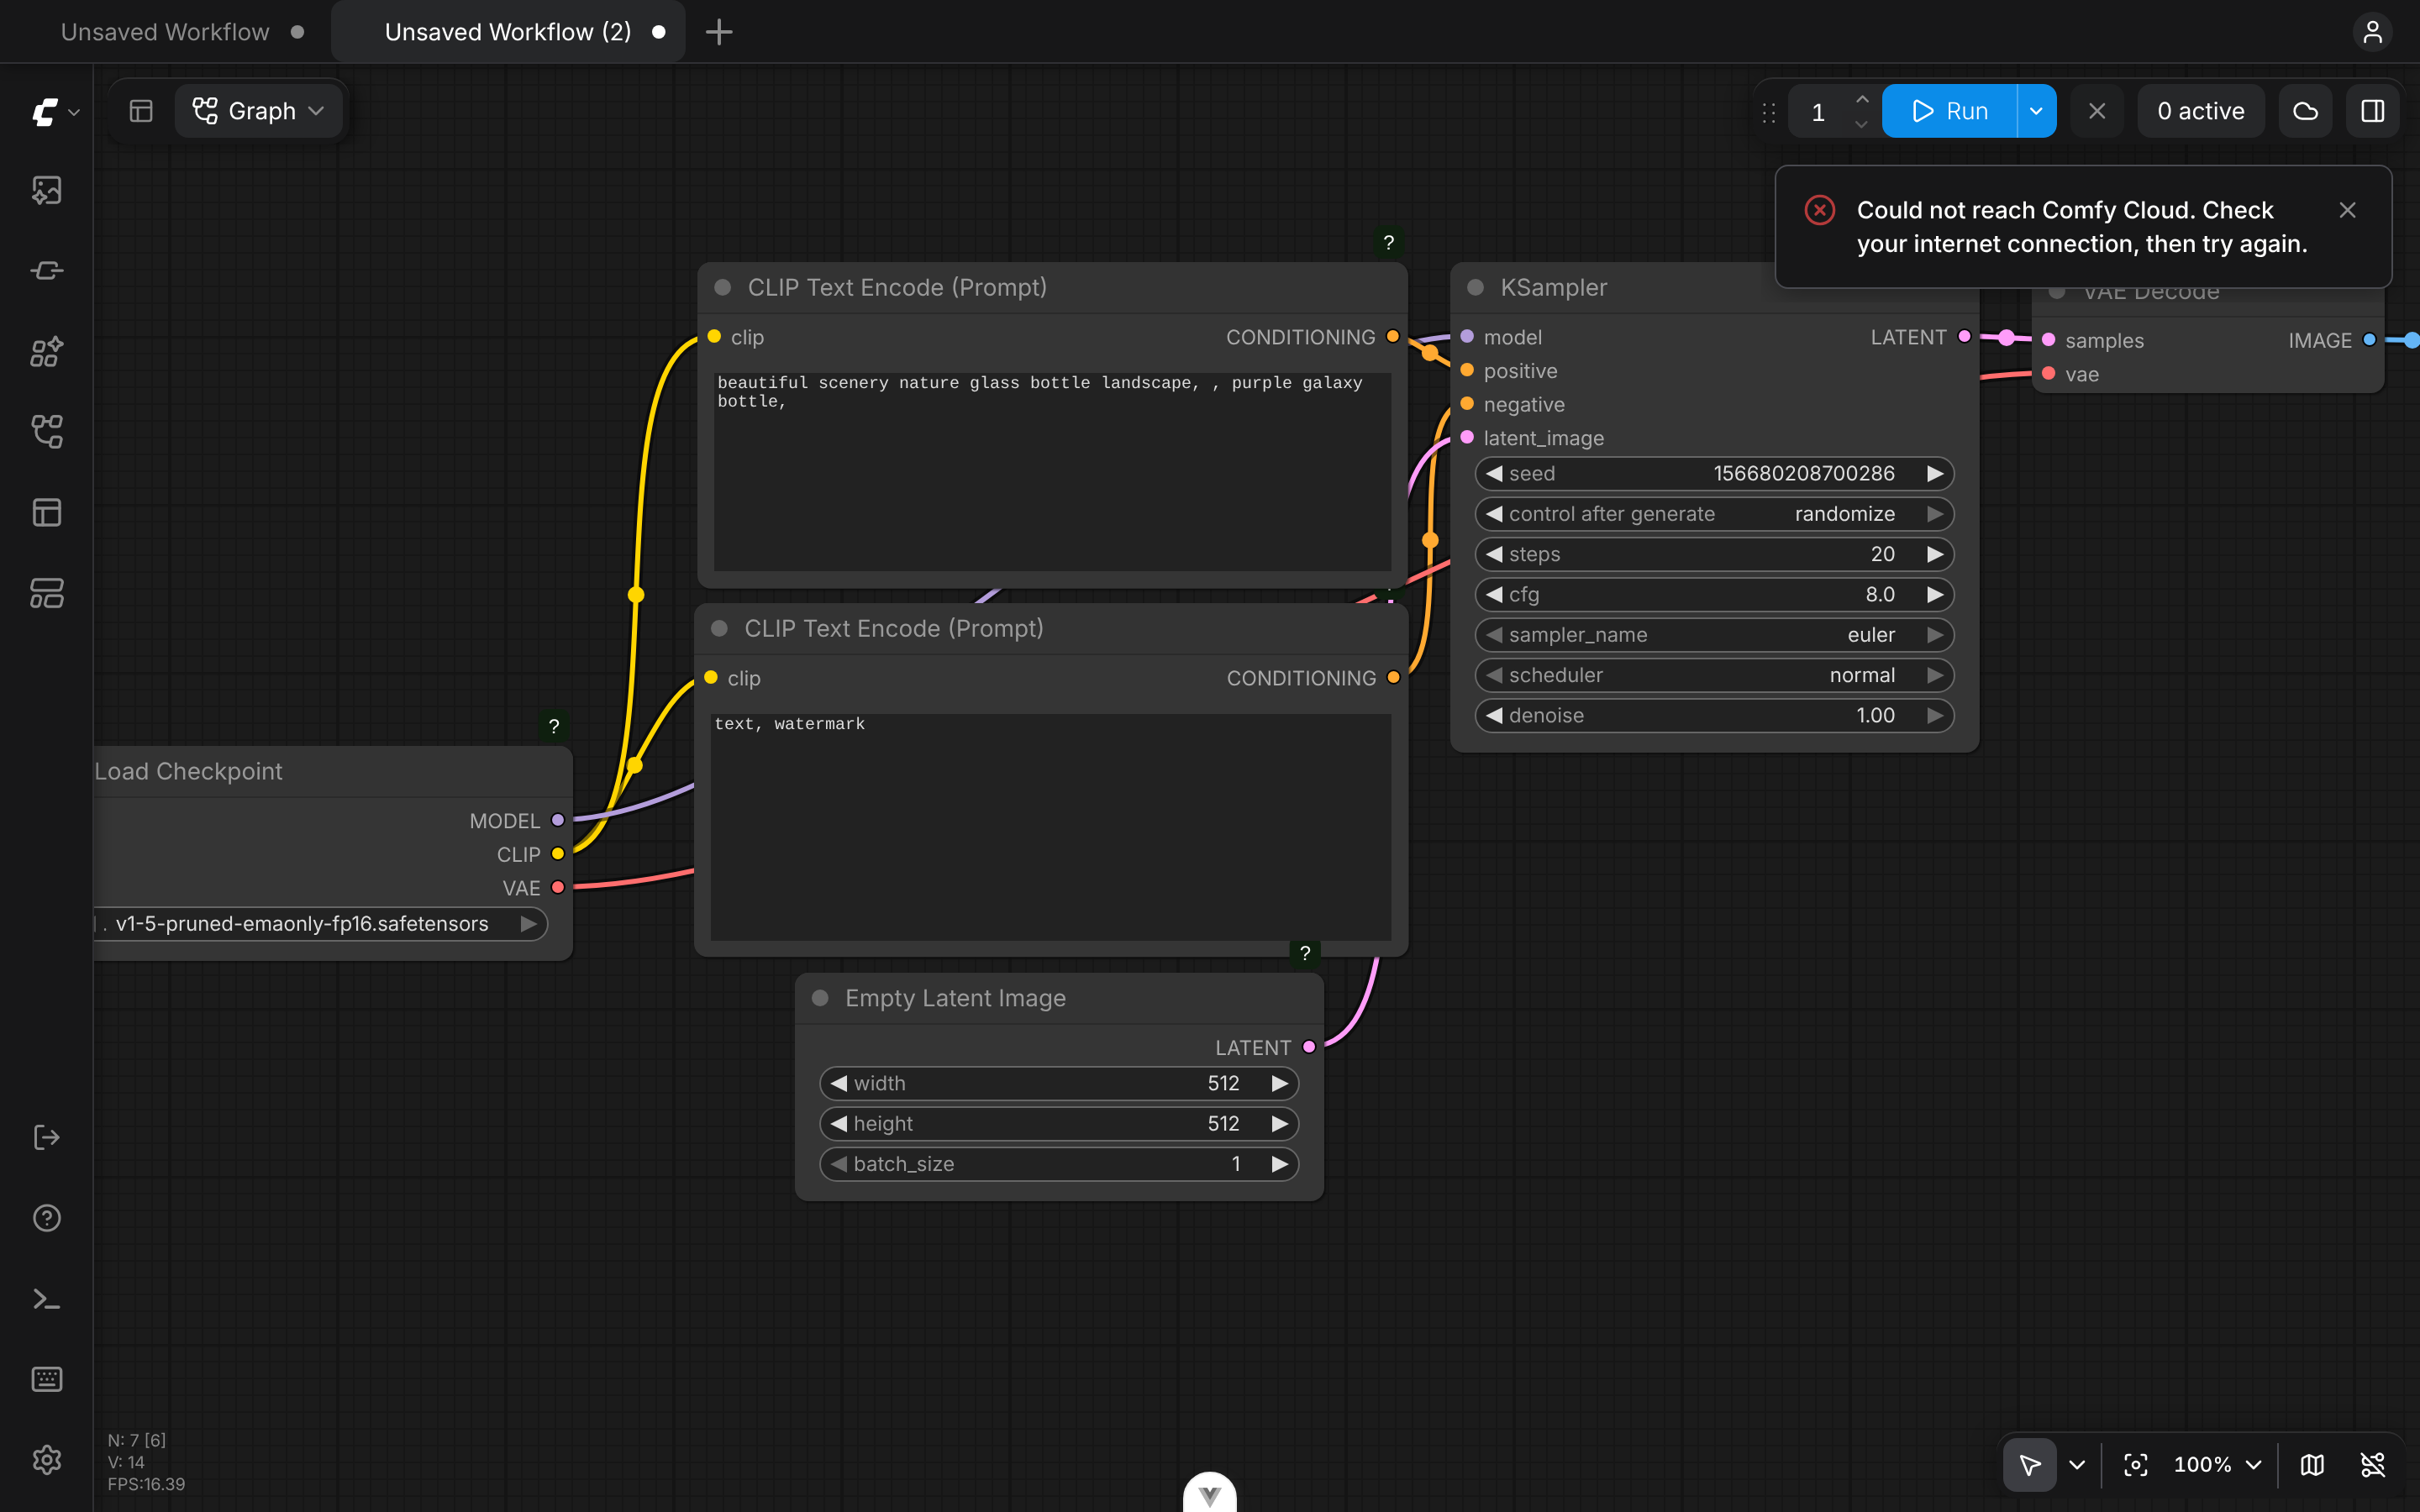 Unsaved Workflow
Unsaved Workflow (2)
Graph
1
Run
0 active
Could not reach Comfy Cloud. Check
your internet connection, then try again.
?
CLIP Text Encode (Prompt)
clip
CONDITIONING
beautiful scenery nature glass bottle landscape, , purple galaxy
bottle,
KSampler
model
LATENT
positive
negative
latent_image
seed 156680208700286
control after generate randomize
steps 20
cfg 8.0
sampler_name euler
scheduler normal
denoise 1.00
VAE Decode
samples
IMAGE
vae
CLIP Text Encode (Prompt)
clip
CONDITIONING
text, watermark
?
Load Checkpoint
MODEL
CLIP
VAE
v1-5-pruned-emaonly-fp16.safetensors
?
Empty Latent Image
LATENT
width 512
height 512
batch_size 1
N: 7 [6]
V: 14
FPS:16.39
100%